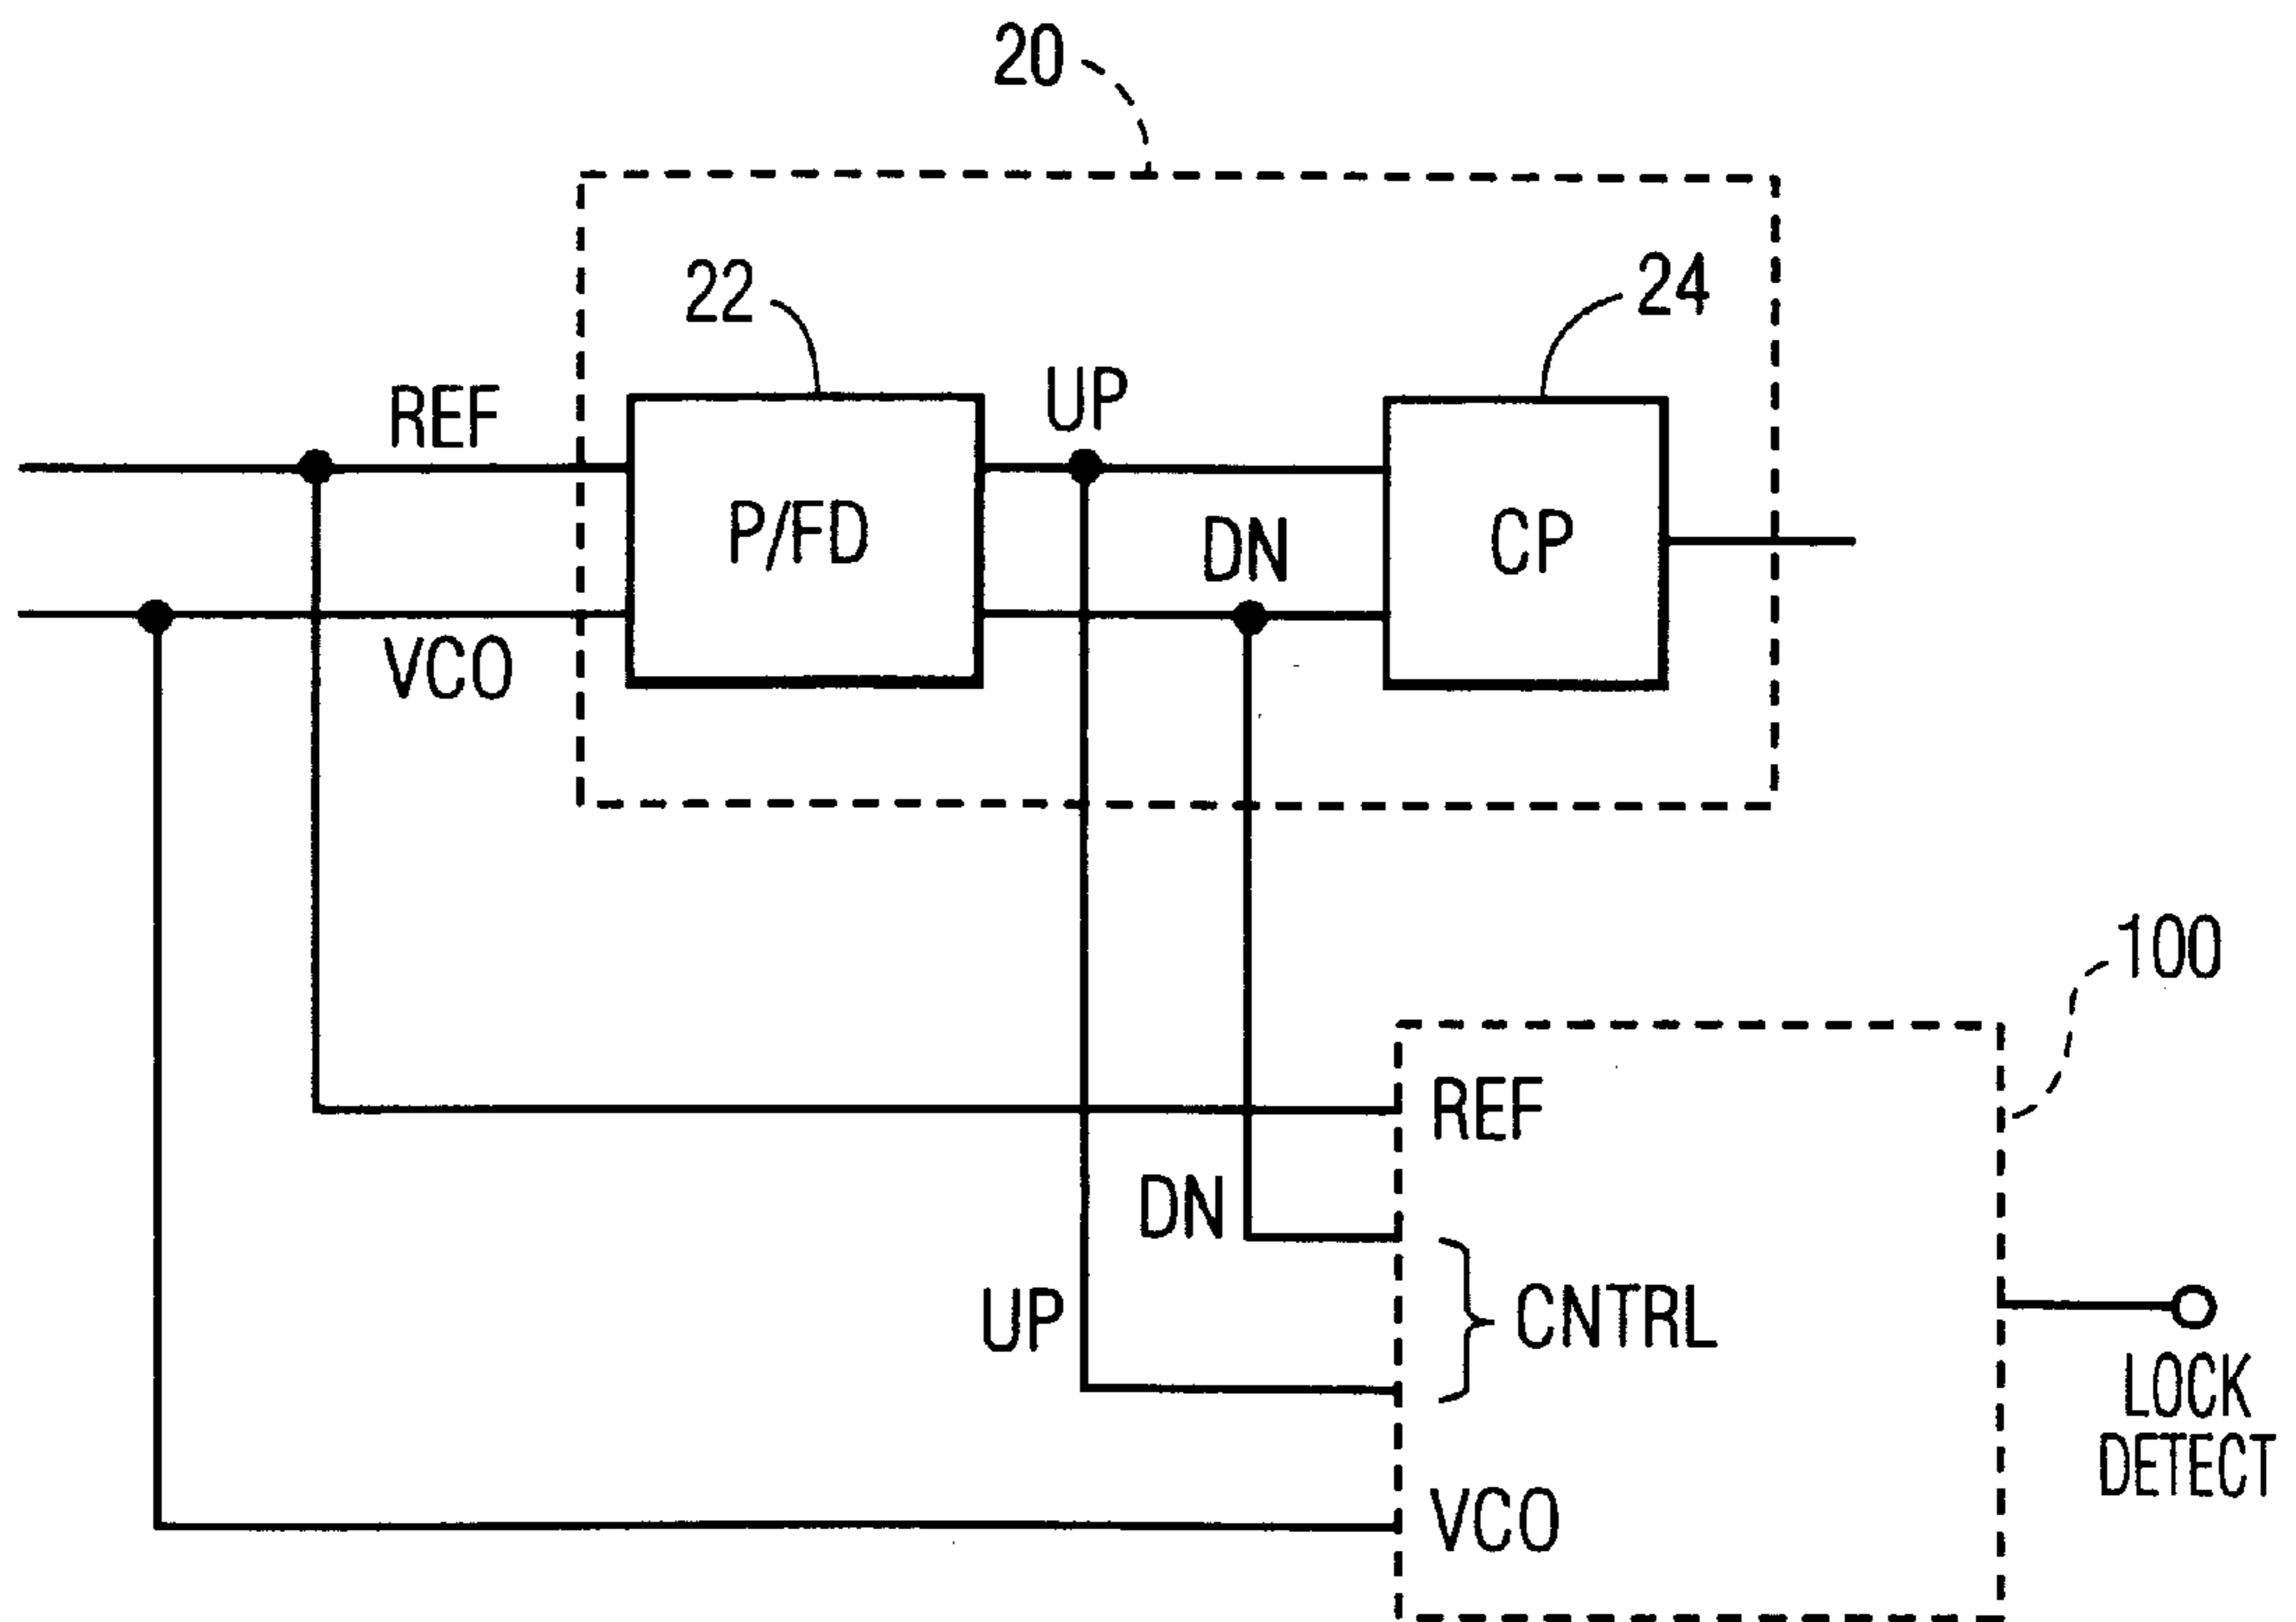 20
22
24
REF
UP
P/FD
DN
CP
VCO
100
REF
DN
UP
CNTRL
LOCK
DETECT
VCO